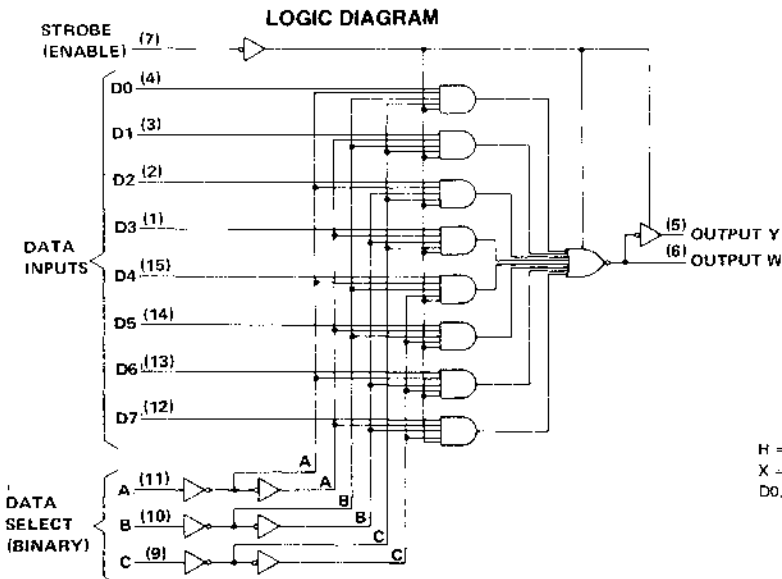 LOGIC DIAGRAM
STROBE (7)
(ENABLE)
D0 (4)
D1 (3)
D2 (2)
D3 (1)
DATA
INPUTS
D4 (15)
D5 (14)
D6 (13)
D7 (12)
(5) OUTPUT Y
(6) OUTPUT W
DATA
SELECT
(BINARY)
A (11)
B (10)
C (9)
A
A
B
B
C
C
H =
X –
D0,